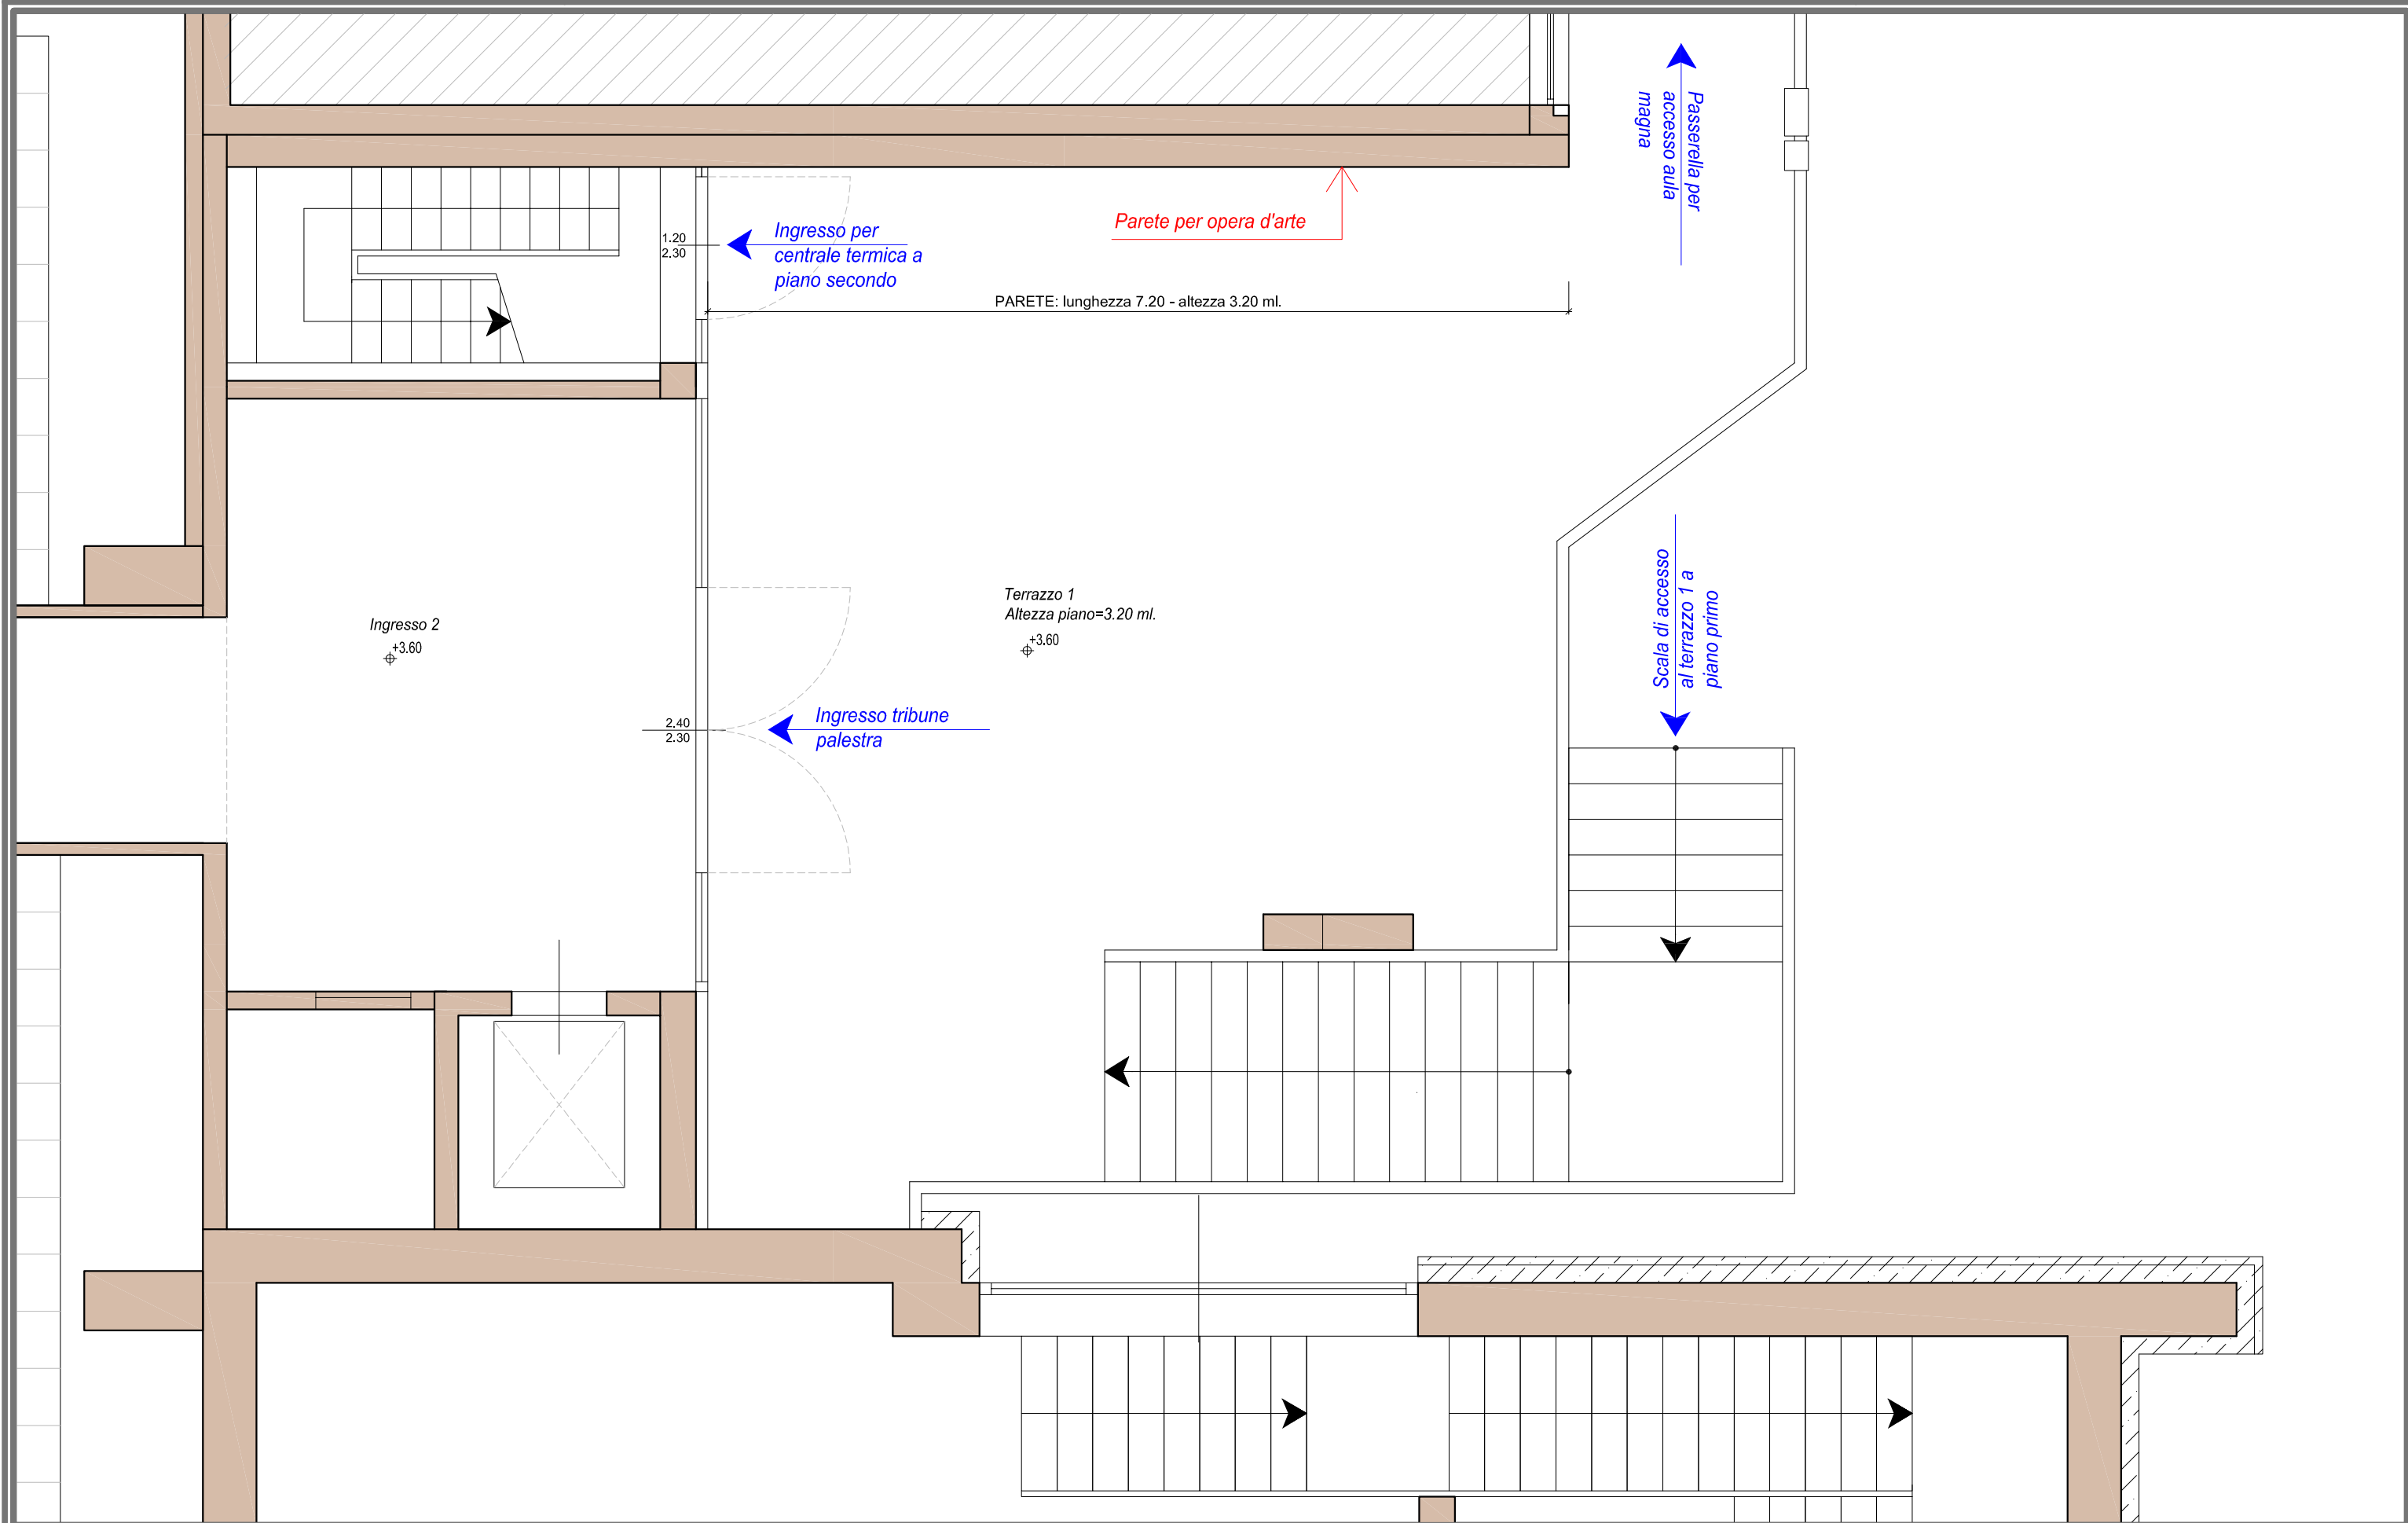 Passerella per
accesso aula
magna
Parete per opera d'arte
Ingresso per
centrale termica a
piano secondo
1.20
2.30
PARETE: lunghezza 7.20 - altezza 3.20 ml.
Scala di accesso
al terrazzo 1 a
piano primo
Terrazzo 1
Altezza piano=3.20 ml.
+3.60
Ingresso 2
+3.60
2.40
2.30
Ingresso tribune
palestra